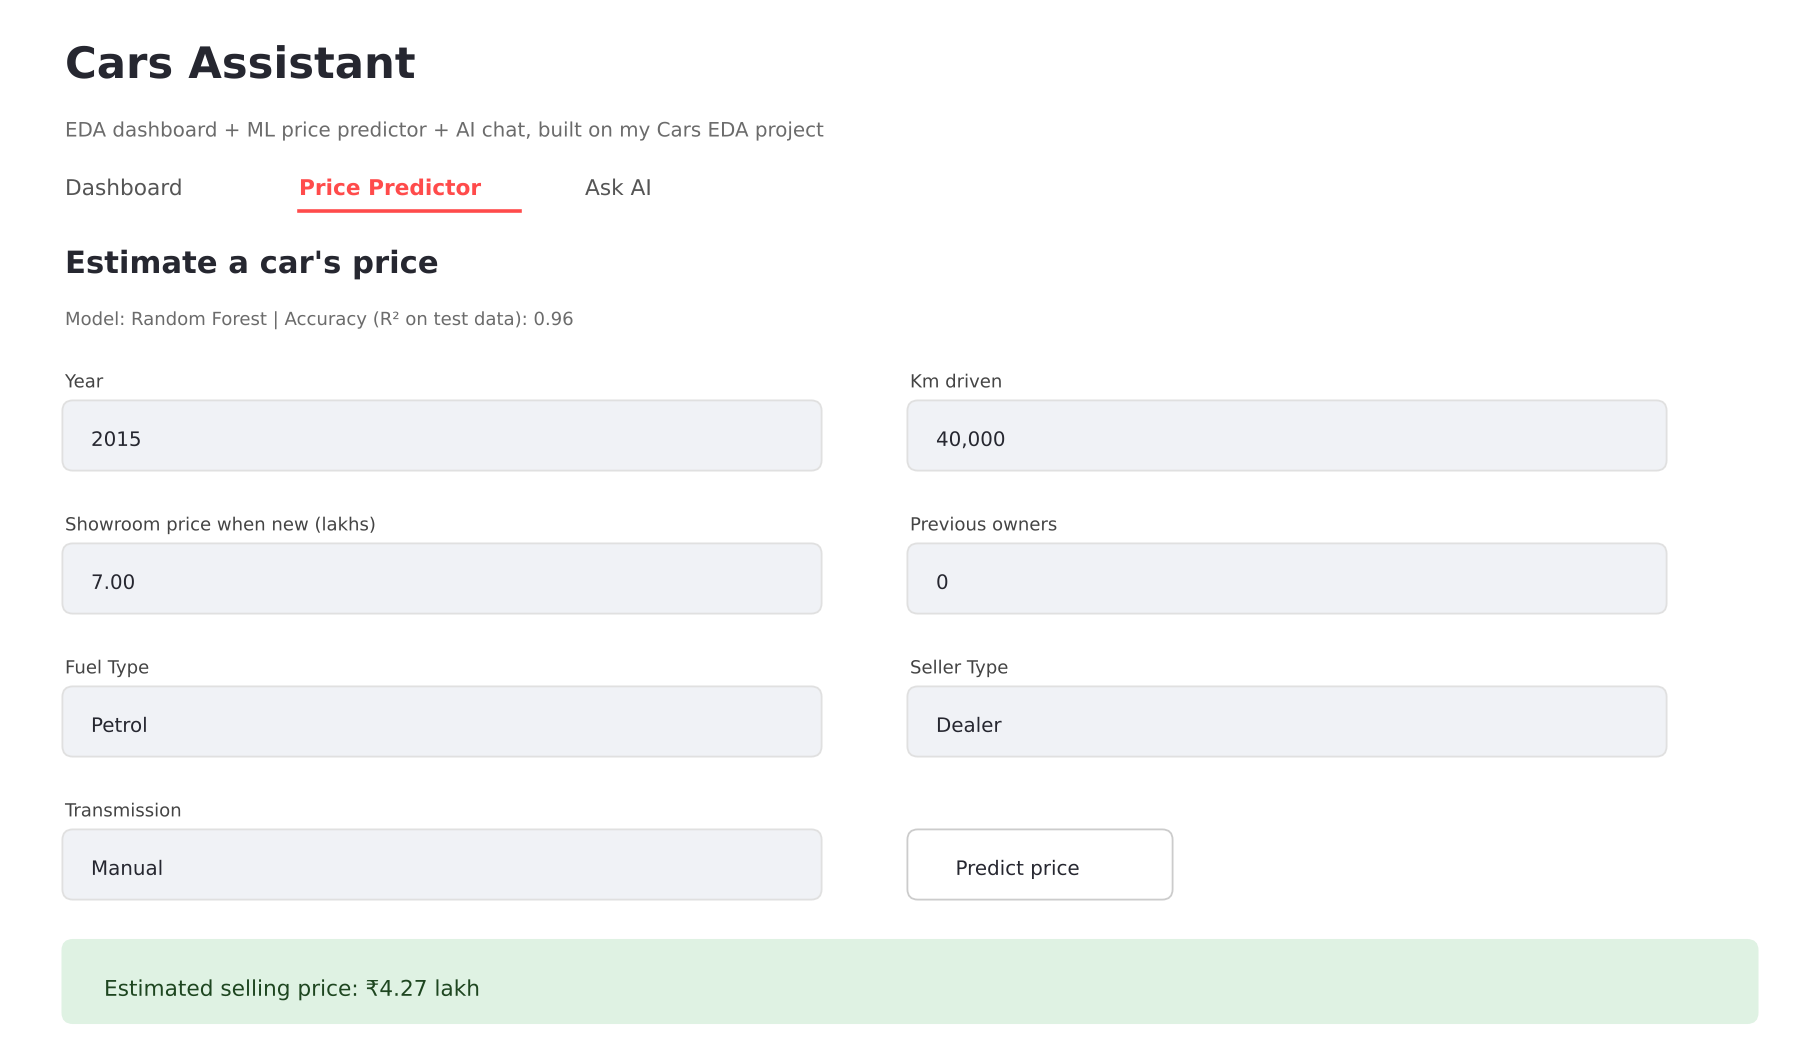 Cars Assistant
EDA dashboard + ML price predictor + AI chat, built on my Cars EDA project
Dashboard Price Predictor Ask AI
Estimate a car's price
Model: Random Forest | Accuracy (R² on test data): 0.96
Year Km driven
2015 40,000
Showroom price when new (lakhs) Previous owners
7.00 0
Fuel Type Seller Type
Petrol Dealer
Transmission
Manual Predict price
Estimated selling price: ₹4.27 lakh